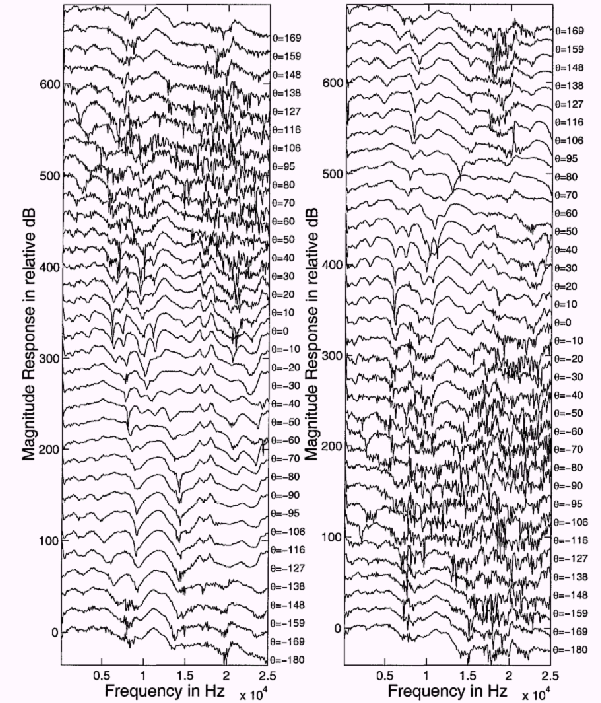 Magnitude Response in relative dB
600
500
400
300
200
100
0
θ=169
θ=159
θ=148
θ=138
θ=127
θ=116
θ=106
θ=95
θ=80
θ=70
θ=60
θ=50
θ=40
θ=30
θ=20
θ=10
θ=0
θ=-10
θ=-20
θ=-30
θ=-40
θ=-50
θ=-60
θ=-70
θ=-80
θ=-90
θ=-95
θ=-106
θ=-116
θ=-127
θ=-138
θ=-148
θ=-159
θ=-169
θ=-180
0.5 1 1.5 2 2.5
Frequency in Hz x 10⁴
Magnitude Response in relative dB
600
500
400
300
200
100
0
θ=169
θ=159
θ=148
θ=138
θ=127
θ=116
θ=106
θ=95
θ=80
θ=70
θ=60
θ=50
θ=40
θ=30
θ=20
θ=10
θ=0
θ=-10
θ=-20
θ=-30
θ=-40
θ=-50
θ=-60
θ=-70
θ=-80
θ=-90
θ=-95
θ=-106
θ=-116
θ=-127
θ=-138
θ=-148
θ=-159
θ=-169
θ=-180
0.5 1 1.5 2 2.5
Frequency in Hz x 10⁴